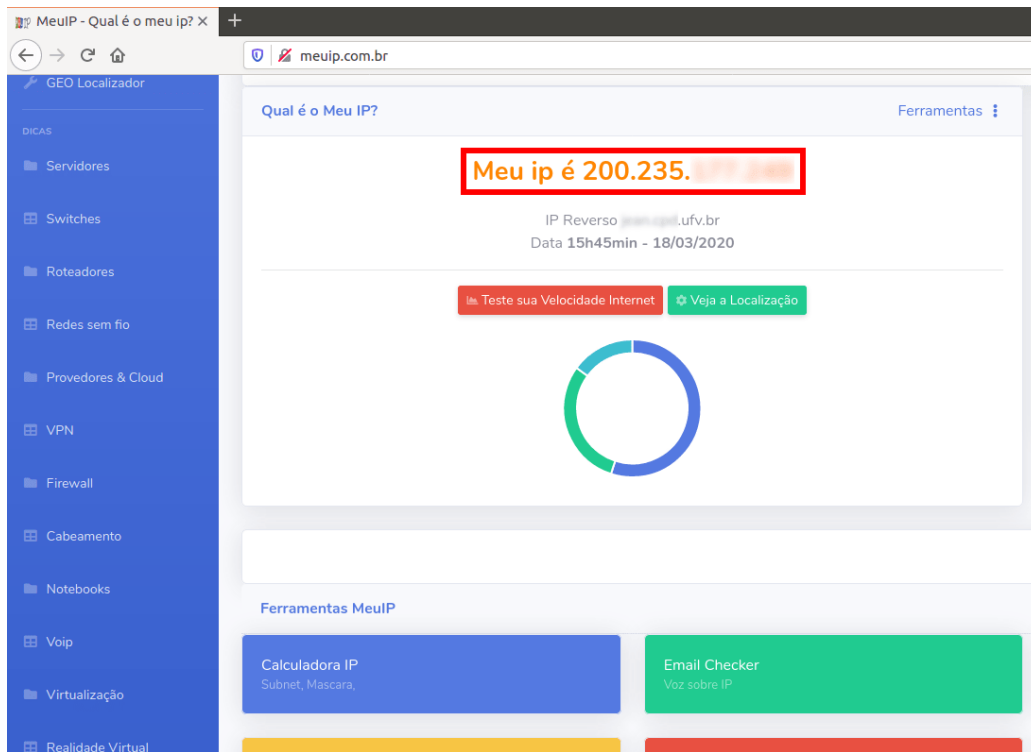 MeuIP - Qual é o meu ip?
meuip.com.br
GEO Localizador
DICAS
Servidores
Switches
Roteadores
Redes sem fio
Provedores & Cloud
VPN
Firewall
Cabeamento
Notebooks
Voip
Virtualização
Realidade Virtual
Qual é o Meu IP?
Ferramentas
Meu ip é 200.235.
IP Reverso .ufv.br
Data 15h45min - 18/03/2020
Teste sua Velocidade Internet
Veja a Localização
Ferramentas MeuIP
Calculadora IP
Subnet, Mascara,
Email Checker
Voz sobre IP